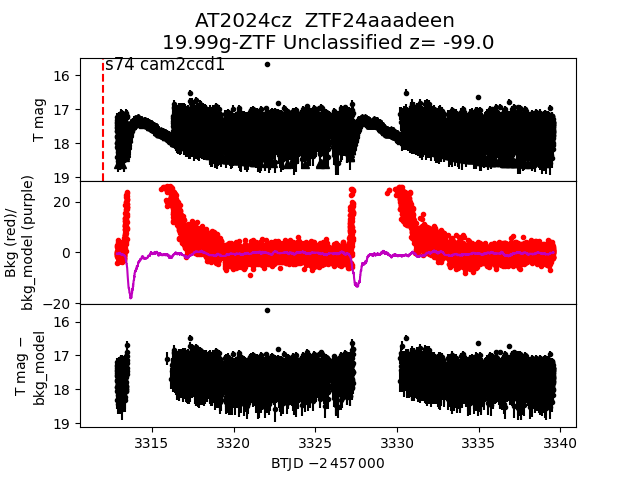 AT2024cz  ZTF24aaadeen
19.99g-ZTF Unclassified z= -99.0
s74 cam2ccd1
16
17
18
19
T mag
20
0
−20
Bkg (red)/
bkg_model (purple)
16
17
18
19
T mag −
bkg_model
3315 3320 3325 3330 3335 3340
BTJD −2 457 000